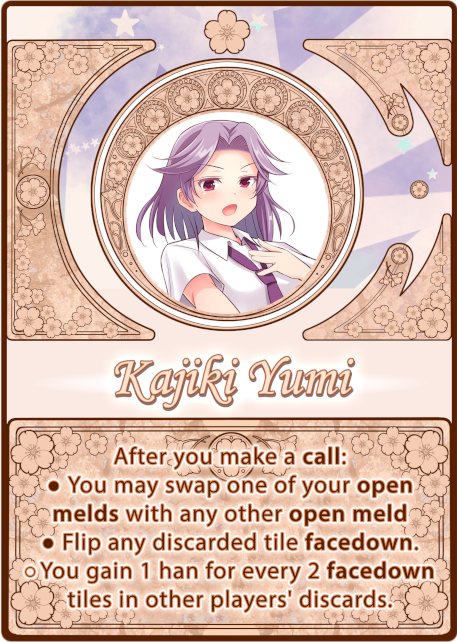 Kajiki Yumi
After you make a call:
● You may swap one of your open
melds with any other open meld
● Flip any discarded tile facedown.
○You gain 1 han for every 2 facedown
tiles in other players' discards.